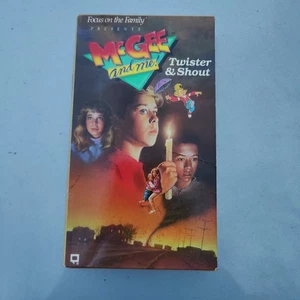 Focus on the Family
PRESENTS
McGEE
and me!
Twister
& Shout